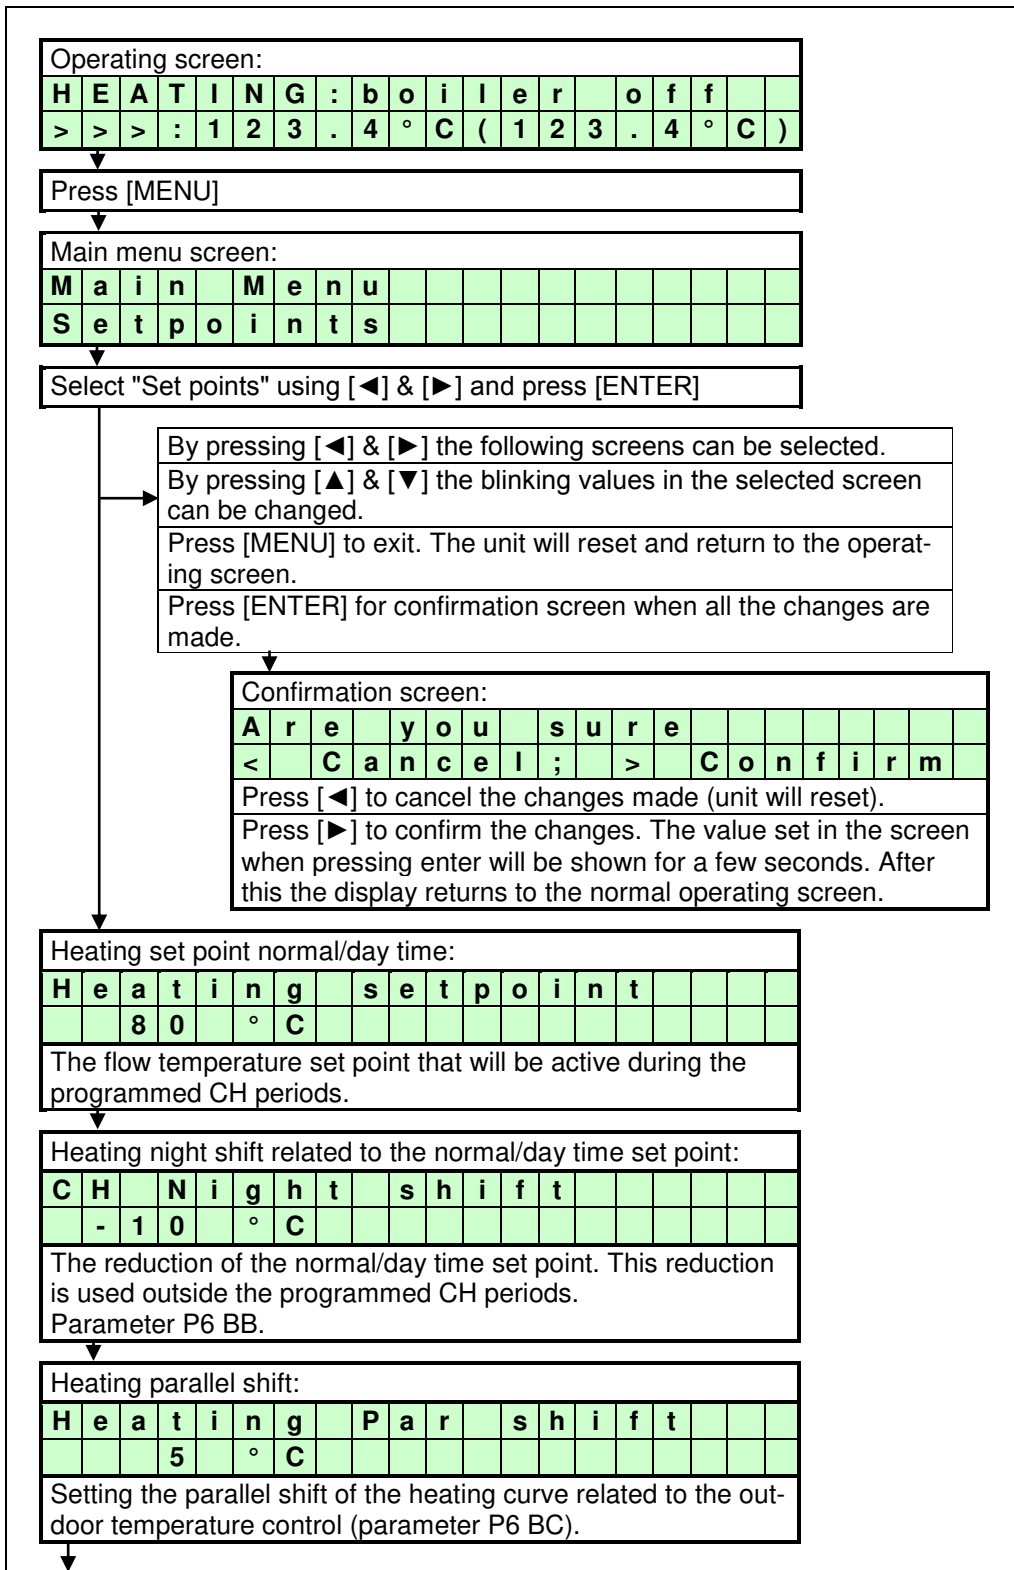 Operating screen:
HEATING:boiler off
>>>:123.4°C(123.4°C)
Press [MENU]
Main menu screen:
Main Menu
Setpoints
Select "Set points" using [◄] & [►] and press [ENTER]
By pressing [◄] & [►] the following screens can be selected.
By pressing [▲] & [▼] the blinking values in the selected screen
can be changed.
Press [MENU] to exit. The unit will reset and return to the operat-
ing screen.
Press [ENTER] for confirmation screen when all the changes are
made.
Confirmation screen:
Are you sure
< Cancel; > Confirm
Press [◄] to cancel the changes made (unit will reset).
Press [►] to confirm the changes. The value set in the screen
when pressing enter will be shown for a few seconds. After
this the display returns to the normal operating screen.
Heating set point normal/day time:
Heating setpoint
80 °C
The flow temperature set point that will be active during the
programmed CH periods.
Heating night shift related to the normal/day time set point:
CH Night shift
-10 °C
The reduction of the normal/day time set point. This reduction
is used outside the programmed CH periods.
Parameter P6 BB.
Heating parallel shift:
Heating Par shift
5 °C
Setting the parallel shift of the heating curve related to the out-
door temperature control (parameter P6 BC).